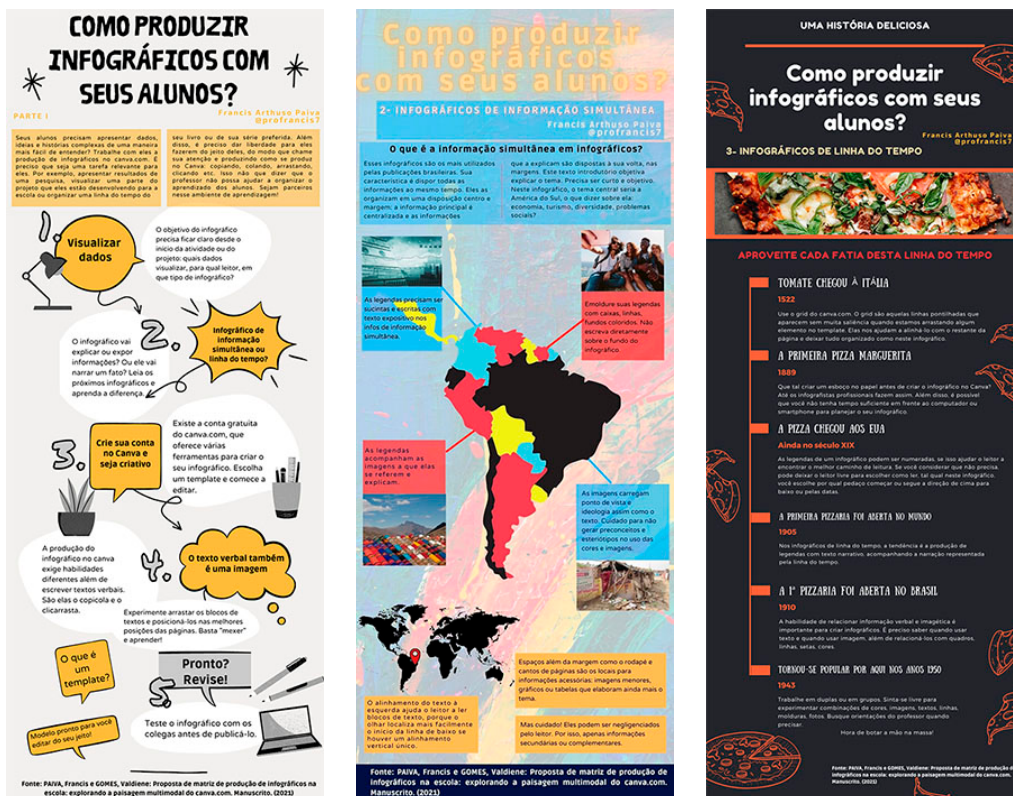 COMO PRODUZIR
INFOGRÁFICOS COM
SEUS ALUNOS?
PARTE I
Francis Arthuso Paiva
@profrancis7
Seus alunos precisam apresentar dados,
ideias e histórias complexas de uma maneira
mais fácil de entender? Trabalhe com eles a
produção de infográficos no canva.com. É
preciso que seja uma tarefa relevante para
eles. Por exemplo, apresentar resultados de
uma pesquisa, visualizar uma parte do
projeto que eles estão desenvolvendo para a
escola ou organizar uma linha do tempo do
seu livro ou de sua série preferida. Além
disso, é preciso dar liberdade para eles
fazerem do jeito deles, do modo que chame
sua atenção e produzindo como se produz
no Canva: copiando, colando, arrastando,
clicando etc. Isso não quer dizer que o
professor não possa ajudar a organizar o
aprendizado dos alunos. Sejam parceiros
nesse ambiente de aprendizagem!
1.
Visualizar
dados
O objetivo do infográfico
precisa ficar claro desde o
início da atividade ou do
projeto: quais dados
visualizar, para qual leitor, em
que tipo de infográfico?
2.
Infográfico de
informação
simultânea ou
linha do tempo?
O infográfico vai
explicar ou expor
informações? Ou ele vai
narrar um fato? Leia os
próximos infográficos e
aprenda a diferença.
3.
Crie sua conta
no Canva e
seja criativo
Existe a conta gratuita
do canva.com, que
oferece várias
ferramentas para criar o
seu infográfico. Escolha
um template e comece a
editar.
A produção do
infográfico no canva
exige habilidades
diferentes além de
escrever textos verbais.
São elas o copicola e o
clicarrasta.
4.
O texto verbal também
é uma imagem
Experimente arrastar os blocos de
textos e posicioná-los nas melhores
posições das páginas. Basta "mexer"
e aprender!
O que é
um
template?
Modelo pronto para você
editar do seu jeito!
5
Pronto?
Revise!
Teste o infográfico com os
colegas antes de publicá-lo.
Fonte: PAIVA, Francis e GOMES, Valdiene: Proposta de matriz de produção de infográficos na
escola: explorando a paisagem multimodal do canva.com. Manuscrito. (2021)
Como produzir
infográficos
com seus alunos?
2- INFOGRÁFICOS DE INFORMAÇÃO SIMULTÂNEA
Francis Arthuso Paiva
@profrancis7
O que é a informação simultânea em infográficos?
Esses infográficos são os mais utilizados
pelas publicações brasileiras. Sua
característica é dispor todas as
informações ao mesmo tempo. Eles as
organizam em uma disposição centro e
margem: a informação principal é
centralizada e as informações
que a explicam são dispostas à sua volta, nas
margens. Este texto introdutório objetiva
explicar o tema. Precisa ser curto e objetivo.
Neste infográfico, o tema central seria a
América do Sul, o que dizer sobre ela:
economia, turismo, diversidade, problemas
sociais?
As legendas precisam ser
sucintas e escritas com
texto expositivo nos
infos de informação
simultânea.
Emoldure suas legendas
com caixas, linhas,
fundos coloridos. Não
escreva diretamente
sobre o fundo do
infográfico.
As legendas
acompanham as
imagens a que elas
se referem e
explicam.
As imagens carregam
ponto de vista e
ideologia assim como o
texto. Cuidado para não
gerar preconceitos e
esteriótipos no uso das
cores e imagens.
O alinhamento do texto à
esquerda ajuda o leitor a ler
blocos de texto, porque o
olhar localiza mais facilmente
o início da linha de baixo se
houver um alinhamento
vertical único.
Espaços além da margem como o rodapé e
cantos de páginas são os locais para
informações acessórias: imagens menores,
gráficos ou tabelas que elaboram ainda mais o
tema.
Mas cuidado! Eles podem ser negligenciados
pelo leitor. Por isso, apenas informações
secundárias ou complementares.
Fonte: PAIVA, Francis e GOMES, Valdiene: Proposta de matriz de produção de
infográficos na escola: explorando a paisagem multimodal do canva.com.
Manuscrito. (2021)
UMA HISTÓRIA DELICIOSA
Como produzir
infográficos com seus
alunos?
Francis Arthuso Paiva
@profrancis7
3- INFOGRÁFICOS DE LINHA DO TEMPO
APROVEITE CADA FATIA DESTA LINHA DO TEMPO
TOMATE CHEGOU À ITÁLIA
1522
Use o grid do canva.com. O grid são aquelas linhas pontilhadas que
aparecem sem muita saliência quando estamos arrastando algum
elemento no template. Elas nos ajudam a alinhá-lo com o restante da
página e deixar tudo organizado como neste infográfico.
A PRIMEIRA PIZZA MARGUERITA
1889
Que tal criar um esboço no papel antes de criar o infográfico no Canva?
Até os infografistas profissionais fazem assim. Além disso, é possível
que você não tenha tempo suficiente em frente ao computador ou
smartphone para planejar o seu infográfico.
A PIZZA CHEGOU AOS EUA
Ainda no século XIX
As legendas de um infográfico podem ser numeradas, se isso ajudar o leitor a
encontrar o melhor caminho de leitura. Se você considerar que não precisa,
pode deixar o leitor livre para escolher como ler, tal qual neste infográfico,
você escolhe por qual pedaço começar ou segue a direção de cima para
baixo ou pelas datas.
A PRIMEIRA PIZZARIA FOI ABERTA NO MUNDO
1905
Nos infográficos de linha do tempo, a tendência é a produção de
legendas com texto narrativo, acompanhando a narração representada
pela linha do tempo.
A 1ª PIZZARIA FOI ABERTA NO BRASIL
1910
A habilidade de relacionar informação verbal e imagética é
importante para criar infográficos. É preciso saber quando usar
texto e quando usar imagem, além de relacioná-los com quadros,
linhas, setas, cores.
TORNOU-SE POPULAR POR AQUI NOS ANOS 1950
1943
Trabalhe em duplas ou em grupos. Sinta-se livre para
experimentar combinações de cores, imagens, textos, linhas,
molduras, fotos. Busque orientações do professor quando
precisar.
Hora de botar a mão na massa!
Fonte: PAIVA, Francis e GOMES, Valdiene: Proposta de matriz de produção de
infográficos na escola: explorando a paisagem multimodal do canva.com.
Manuscrito. (2021)